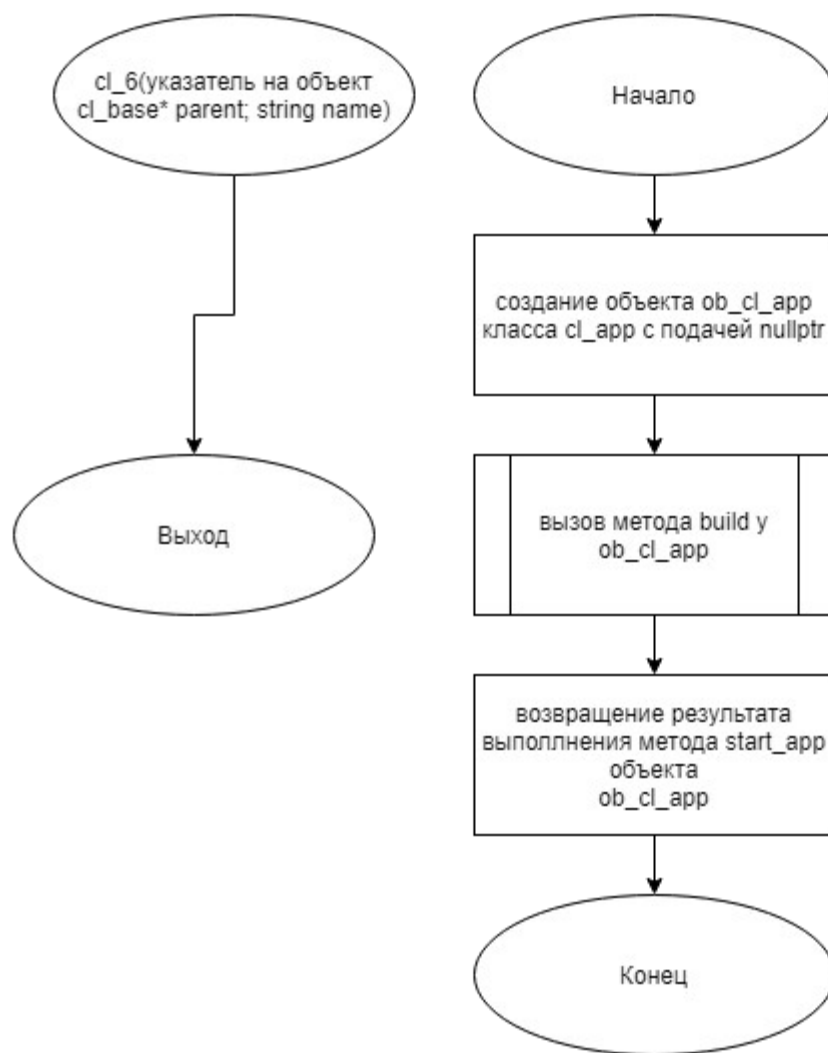 cl_6(указатель на объект
cl_base* parent; string name)
Выход
Начало
создание объекта ob_cl_app
класса cl_app с подачей nullptr
вызов метода build у
ob_cl_app
возвращение результата
выполлнения метода start_app
объекта
ob_cl_app
Конец